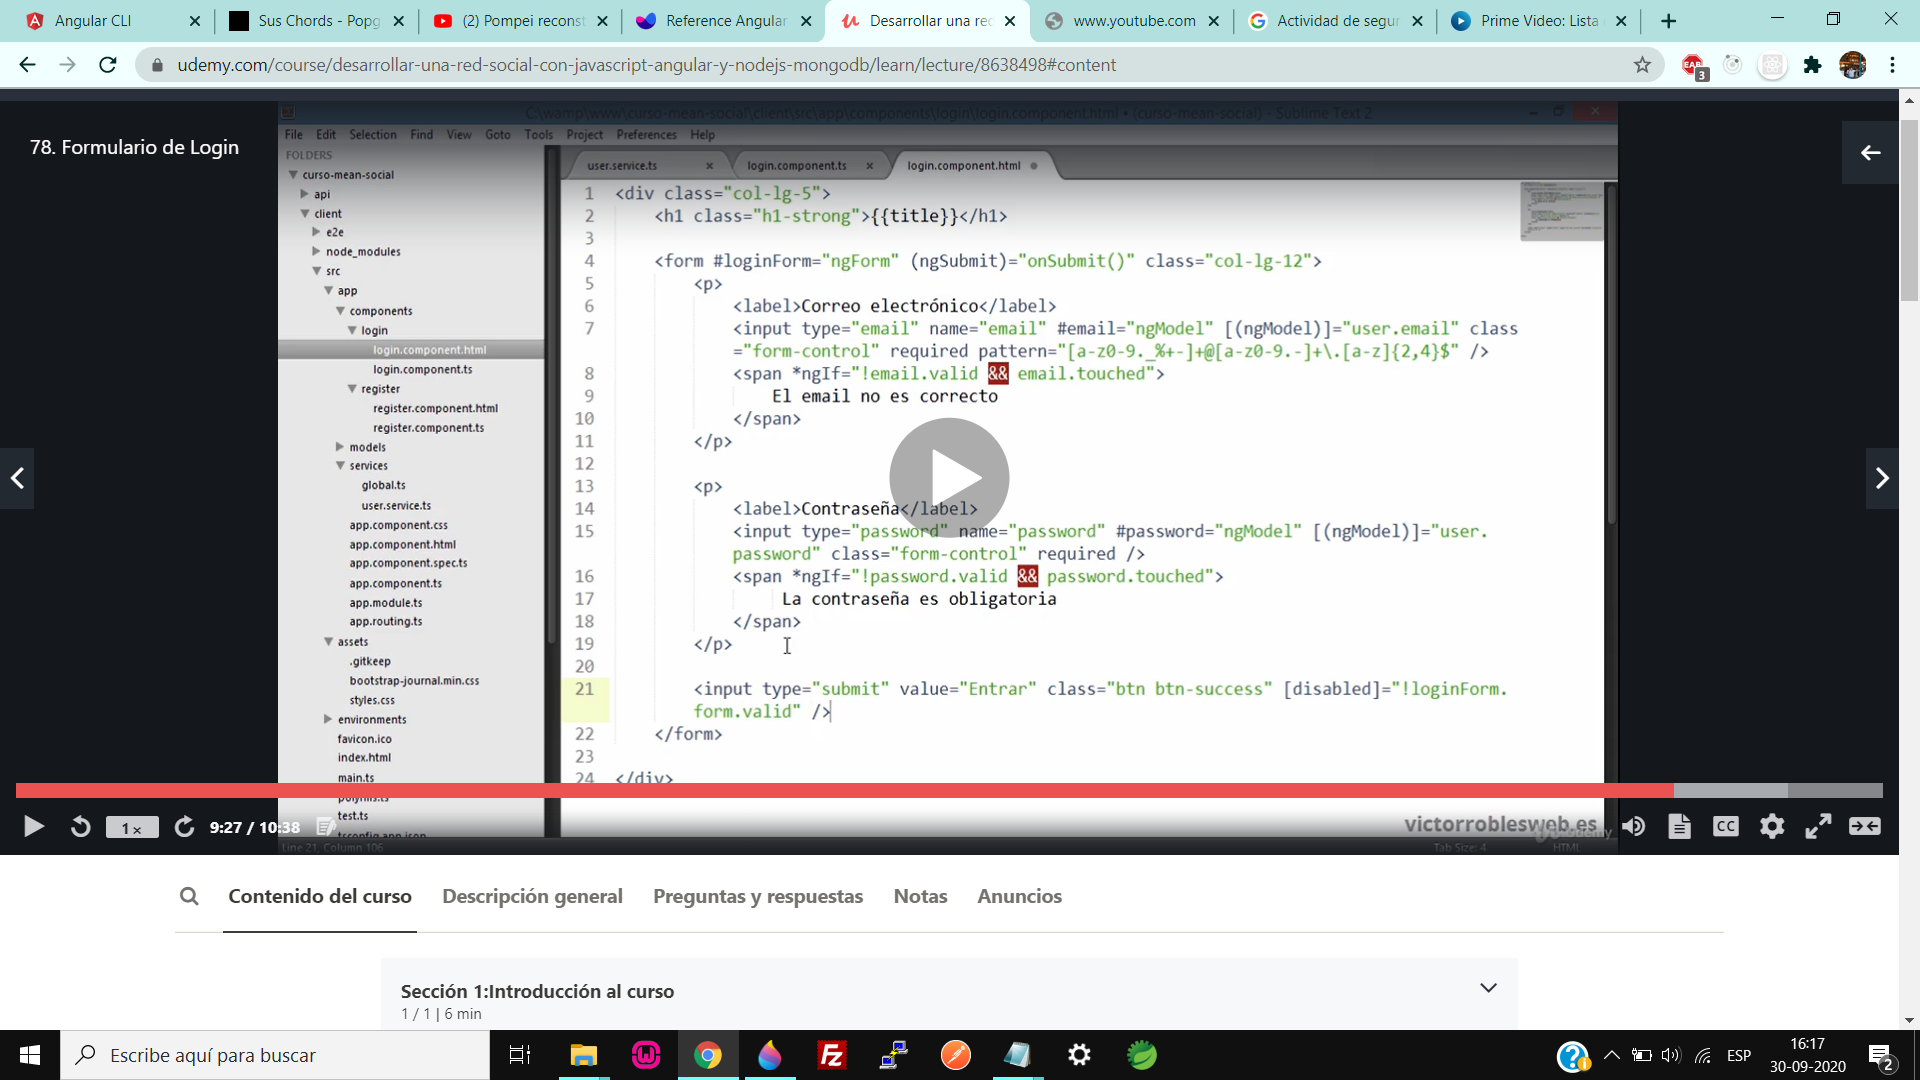 Angular CLI
Sus Chords - Popg
(2) Pompei reconst
Reference Angular
Desarrollar una rec
www.youtube.com
Actividad de segur
Prime Video: Lista
udemy.com/course/desarrollar-una-red-social-con-javascript-angular-y-nodejs-mongodb/learn/lecture/8638498#content
3
78. Formulario de Login
C:\wamp\www\curso-mean-social\client\src\app\components\login\login.component.html • (curso-mean-social) - Sublime Text 2
File Edit Selection Find View Goto Tools Project Preferences Help
FOLDERS
curso-mean-social
api
client
e2e
node_modules
src
app
components
login
login.component.html
login.component.ts
register
register.component.html
register.component.ts
models
services
global.ts
user.service.ts
app.component.css
app.component.html
app.component.spec.ts
app.component.ts
app.module.ts
app.routing.ts
assets
.gitkeep
bootstrap-journal.min.css
styles.css
environments
favicon.ico
index.html
main.ts
polyfills.ts
test.ts
tsconfig.app.json
user.service.ts
login.component.ts
login.component.html
1 <div class="col-lg-5">
2 <h1 class="h1-strong">{{title}}</h1>
3
4 <form #loginForm="ngForm" (ngSubmit)="onSubmit()" class="col-lg-12">
5 <p>
6 <label>Correo electrónico</label>
7 <input type="email" name="email" #email="ngModel" [(ngModel)]="user.email" class
="form-control" required pattern="[a-z0-9._%+-]+@[a-z0-9.-]+\.[a-z]{2,4}$" />
8 <span *ngIf="!email.valid && email.touched">
9 El email no es correcto
10 </span>
11 </p>
12
13 <p>
14 <label>Contraseña</label>
15 <input type="password" name="password" #password="ngModel" [(ngModel)]="user.
password" class="form-control" required />
16 <span *ngIf="!password.valid && password.touched">
17 La contraseña es obligatoria
18 </span>
19 </p>
20
21 <input type="submit" value="Entrar" class="btn btn-success" [disabled]="!loginForm.
form.valid" />
22 </form>
23
24 </div>
victorroblesweb.es
Line 21, Column 106
Tab Size: 4
HTML
1 x
9:27 / 10:38
CC
Contenido del curso
Descripción general
Preguntas y respuestas
Notas
Anuncios
Sección 1:Introducción al curso
1 / 1 | 6 min
Escribe aquí para buscar
ESP
16:17
30-09-2020
2